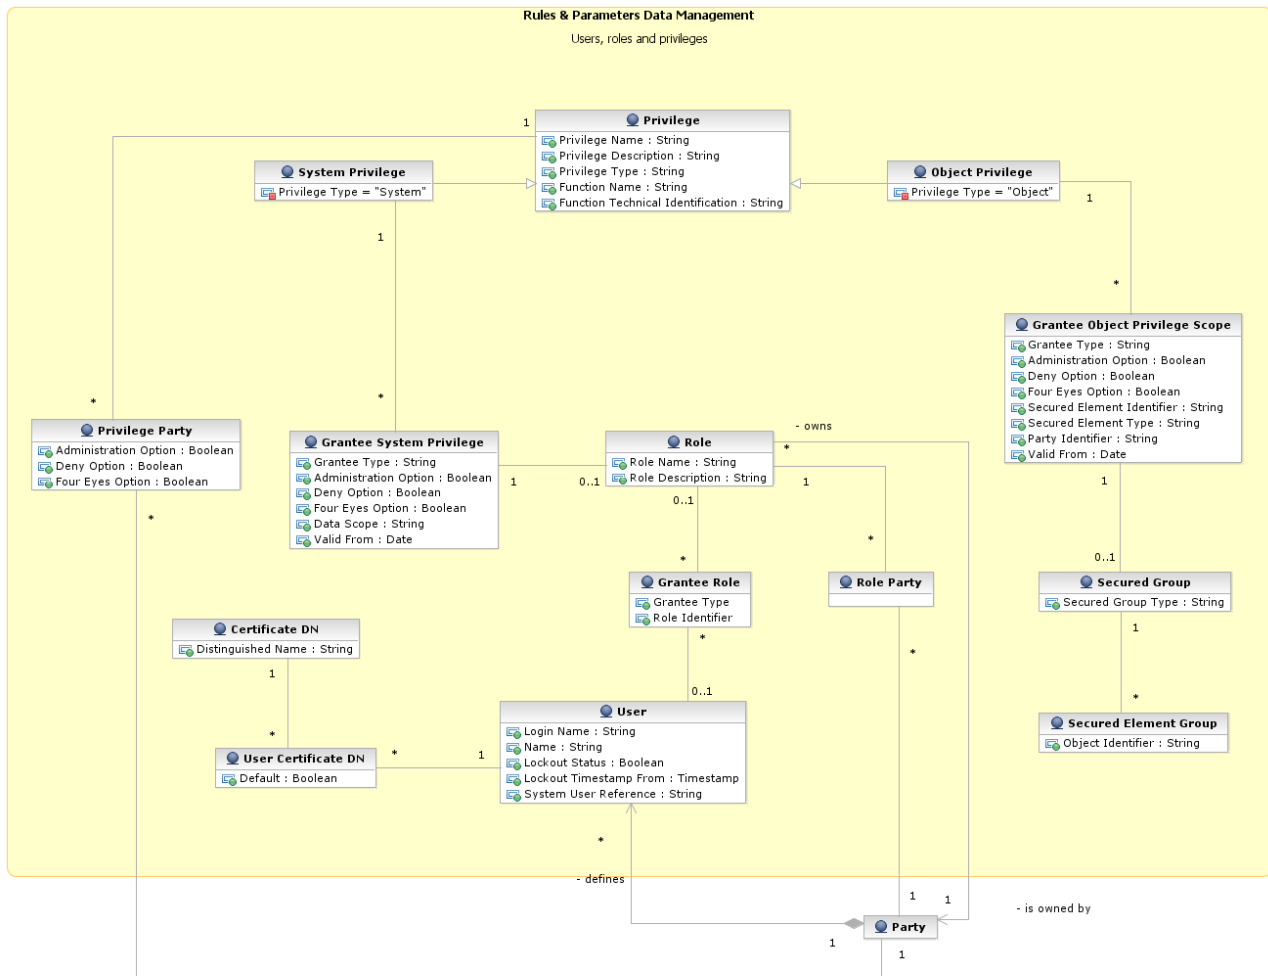 Rules & Parameters Data Management
Users, roles and privileges
1
Privilege
Privilege Name : String
Privilege Description : String
Privilege Type : String
Function Name : String
Function Technical Identification : String
System Privilege
Privilege Type = "System"
Object Privilege
Privilege Type = "Object"
1
1
*
*
*
Grantee Object Privilege Scope
Grantee Type : String
Administration Option : Boolean
Deny Option : Boolean
Four Eyes Option : Boolean
Secured Element Identifier : String
Secured Element Type : String
Party Identifier : String
Valid From : Date
Privilege Party
Administration Option : Boolean
Deny Option : Boolean
Four Eyes Option : Boolean
*
Grantee System Privilege
Grantee Type : String
Administration Option : Boolean
Deny Option : Boolean
Four Eyes Option : Boolean
Data Scope : String
Valid From : Date
1
0..1
Role
Role Name : String
Role Description : String
- owns
*
1
0..1
*
*
1
0..1
Grantee Role
Grantee Type
Role Identifier
Role Party
Secured Group
Secured Group Type : String
*
*
1
*
Certificate DN
Distinguished Name : String
1
*
0..1
User
Login Name : String
Name : String
Lockout Status : Boolean
Lockout Timestamp From : Timestamp
System User Reference : String
Secured Element Group
Object Identifier : String
User Certificate DN
Default : Boolean
*
1
*
- defines
1
1
- is owned by
Party
1
1